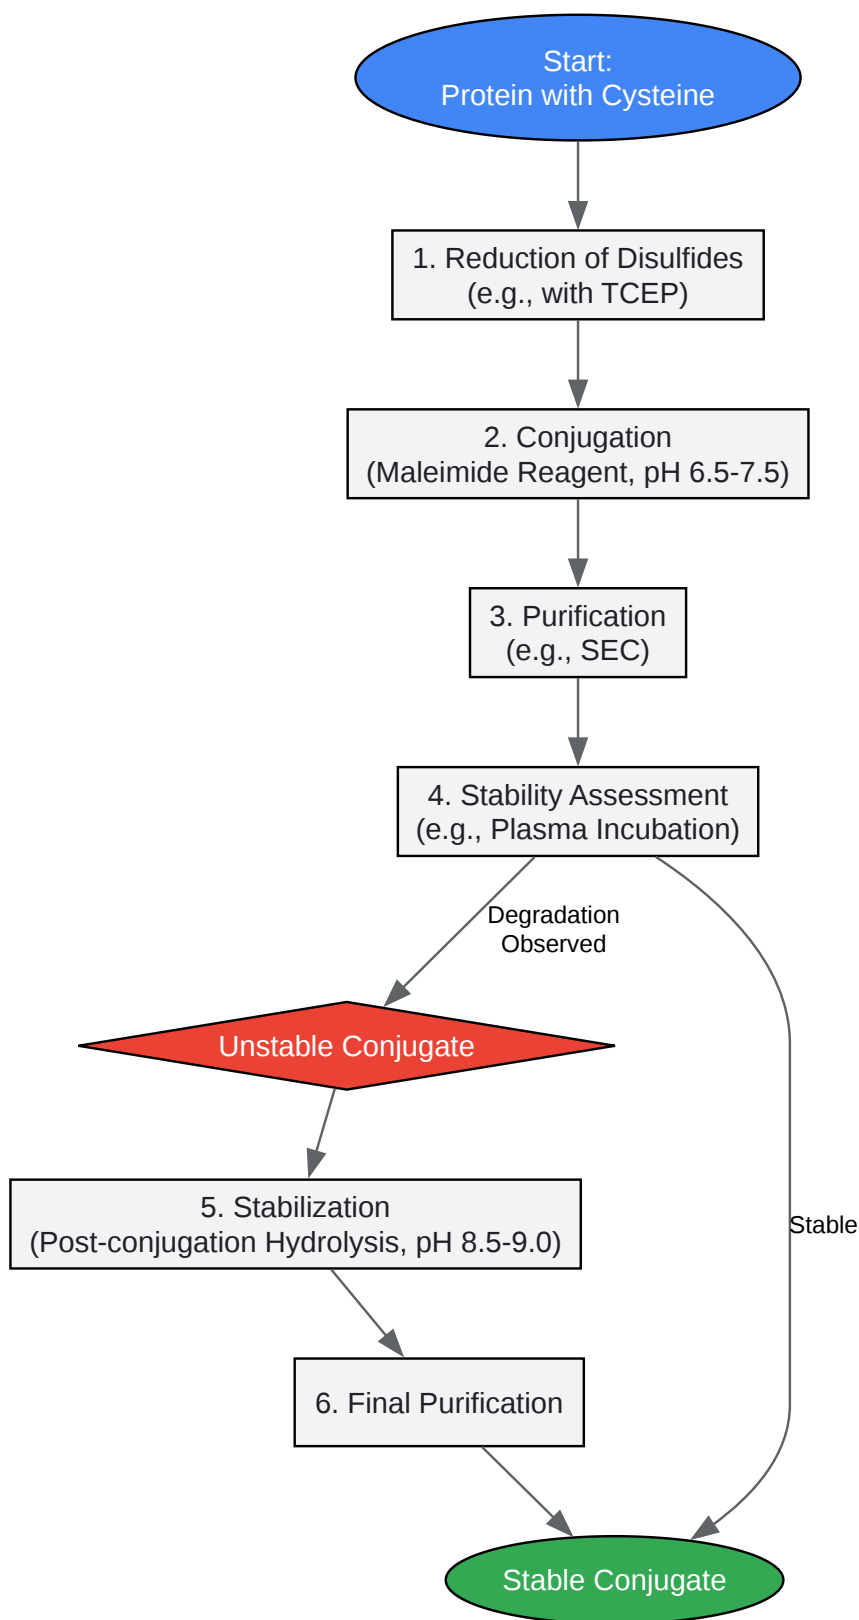 Start:
Protein with Cysteine
1. Reduction of Disulfides
(e.g., with TCEP)
2. Conjugation
(Maleimide Reagent, pH 6.5-7.5)
3. Purification
(e.g., SEC)
4. Stability Assessment
(e.g., Plasma Incubation)
Degradation
Observed
Unstable Conjugate
5. Stabilization
(Post-conjugation Hydrolysis, pH 8.5-9.0)
Stable
6. Final Purification
Stable Conjugate